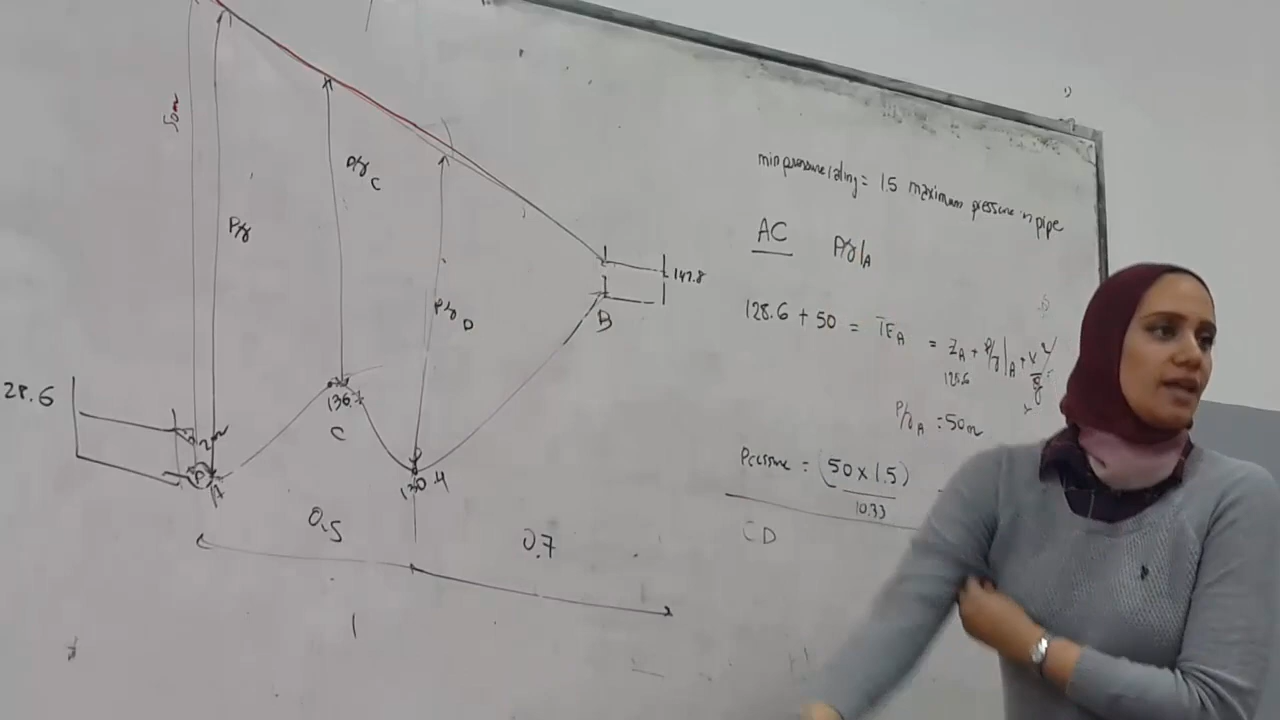 50m
P/γ
P/γ C
P/γ D
147.8
B
28.6
2m
P
A
136.
C
130.4
0.5
0.7
1
min pressure rating = 1.5 maximum pressure in pipe
AC P/γ|A
128.6 + 50 = TE_A = Z_A + P/γ|A + V²/2g
128.6
P/γ A = 50m
Pressure = (50 × 1.5)
10.33
CD